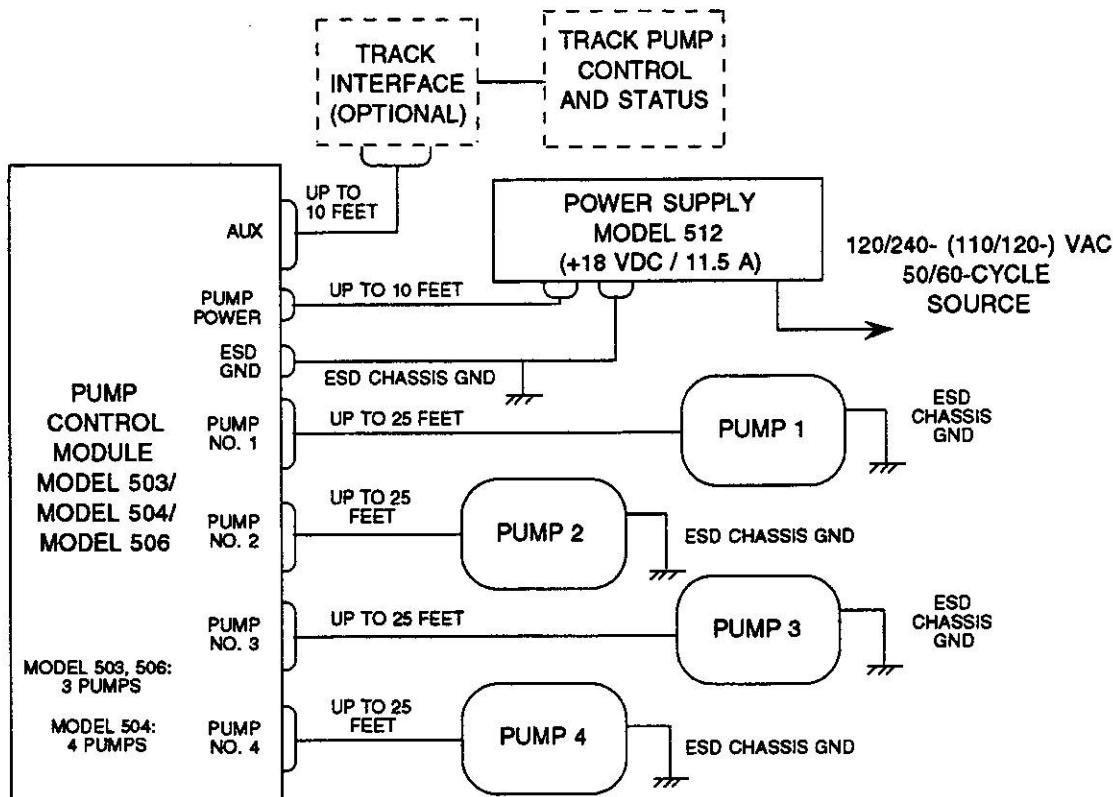 TRACK
INTERFACE
(OPTIONAL)
TRACK PUMP
CONTROL
AND STATUS
UP TO
10 FEET
AUX
POWER SUPPLY
MODEL 512
(+18 VDC / 11.5 A)
120/240- (110/120-) VAC
50/60-CYCLE
SOURCE
PUMP
POWER
UP TO 10 FEET
ESD
GND
ESD CHASSIS GND
PUMP
CONTROL
MODULE
MODEL 503/
MODEL 504/
MODEL 506
PUMP
NO. 1
UP TO 25 FEET
PUMP 1
ESD
CHASSIS
GND
PUMP
NO. 2
UP TO 25
FEET
PUMP 2
ESD CHASSIS GND
PUMP
NO. 3
UP TO 25 FEET
PUMP 3
ESD
CHASSIS
GND
MODEL 503, 506:
3 PUMPS
MODEL 504:
4 PUMPS
PUMP
NO. 4
UP TO 25
FEET
PUMP 4
ESD CHASSIS GND